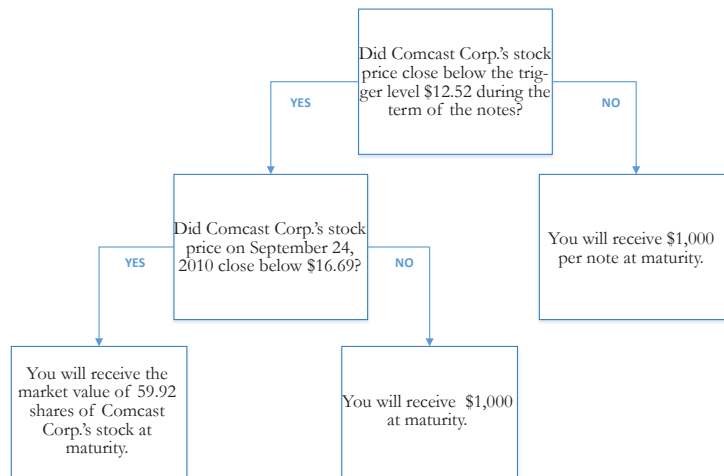 Did Comcast Corp.'s stock
price close below the trig-
ger level $12.52 during the
term of the notes?
YES
NO
Did Comcast Corp.'s stock
price on September 24,
2010 close below $16.69?
You will receive $1,000
per note at maturity.
YES
NO
You will receive the
market value of 59.92
shares of Comcast
Corp.'s stock at
maturity.
You will receive $1,000
at maturity.